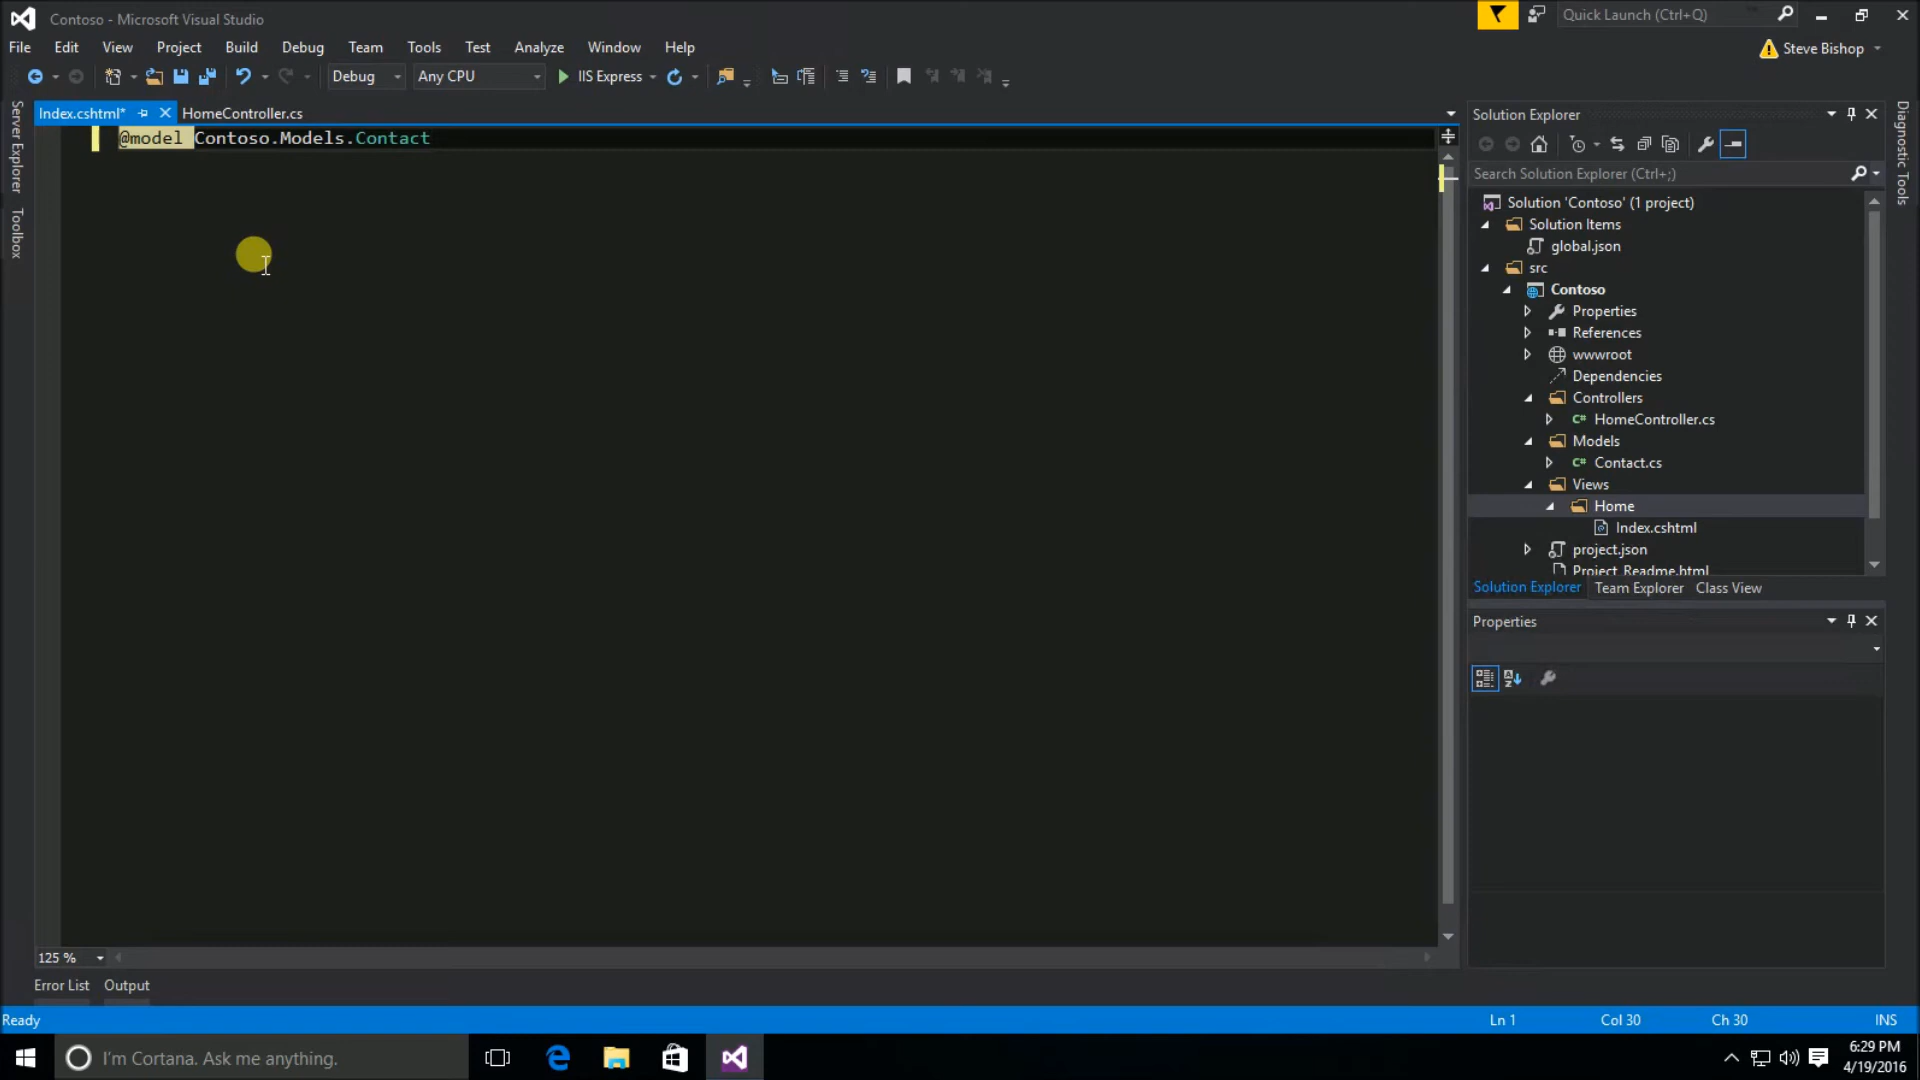 Contoso - Microsoft Visual Studio
Quick Launch (Ctrl+Q)
File Edit View Project Build Debug Team Tools Test Analyze Window Help
Steve Bishop
Debug Any CPU IIS Express
Server Explorer
Toolbox
Index.cshtml* HomeController.cs
@model Contoso.Models.Contact
125 %
Error List Output
Solution Explorer
Search Solution Explorer (Ctrl+;)
Solution 'Contoso' (1 project)
Solution Items
global.json
src
Contoso
Properties
References
wwwroot
Dependencies
Controllers
C# HomeController.cs
Models
C# Contact.cs
Views
Home
Index.cshtml
project.json
Project_Readme.html
Solution Explorer Team Explorer Class View
Properties
Diagnostic Tools
Ready Ln 1 Col 30 Ch 30 INS
I'm Cortana. Ask me anything.
6:29 PM
4/19/2016